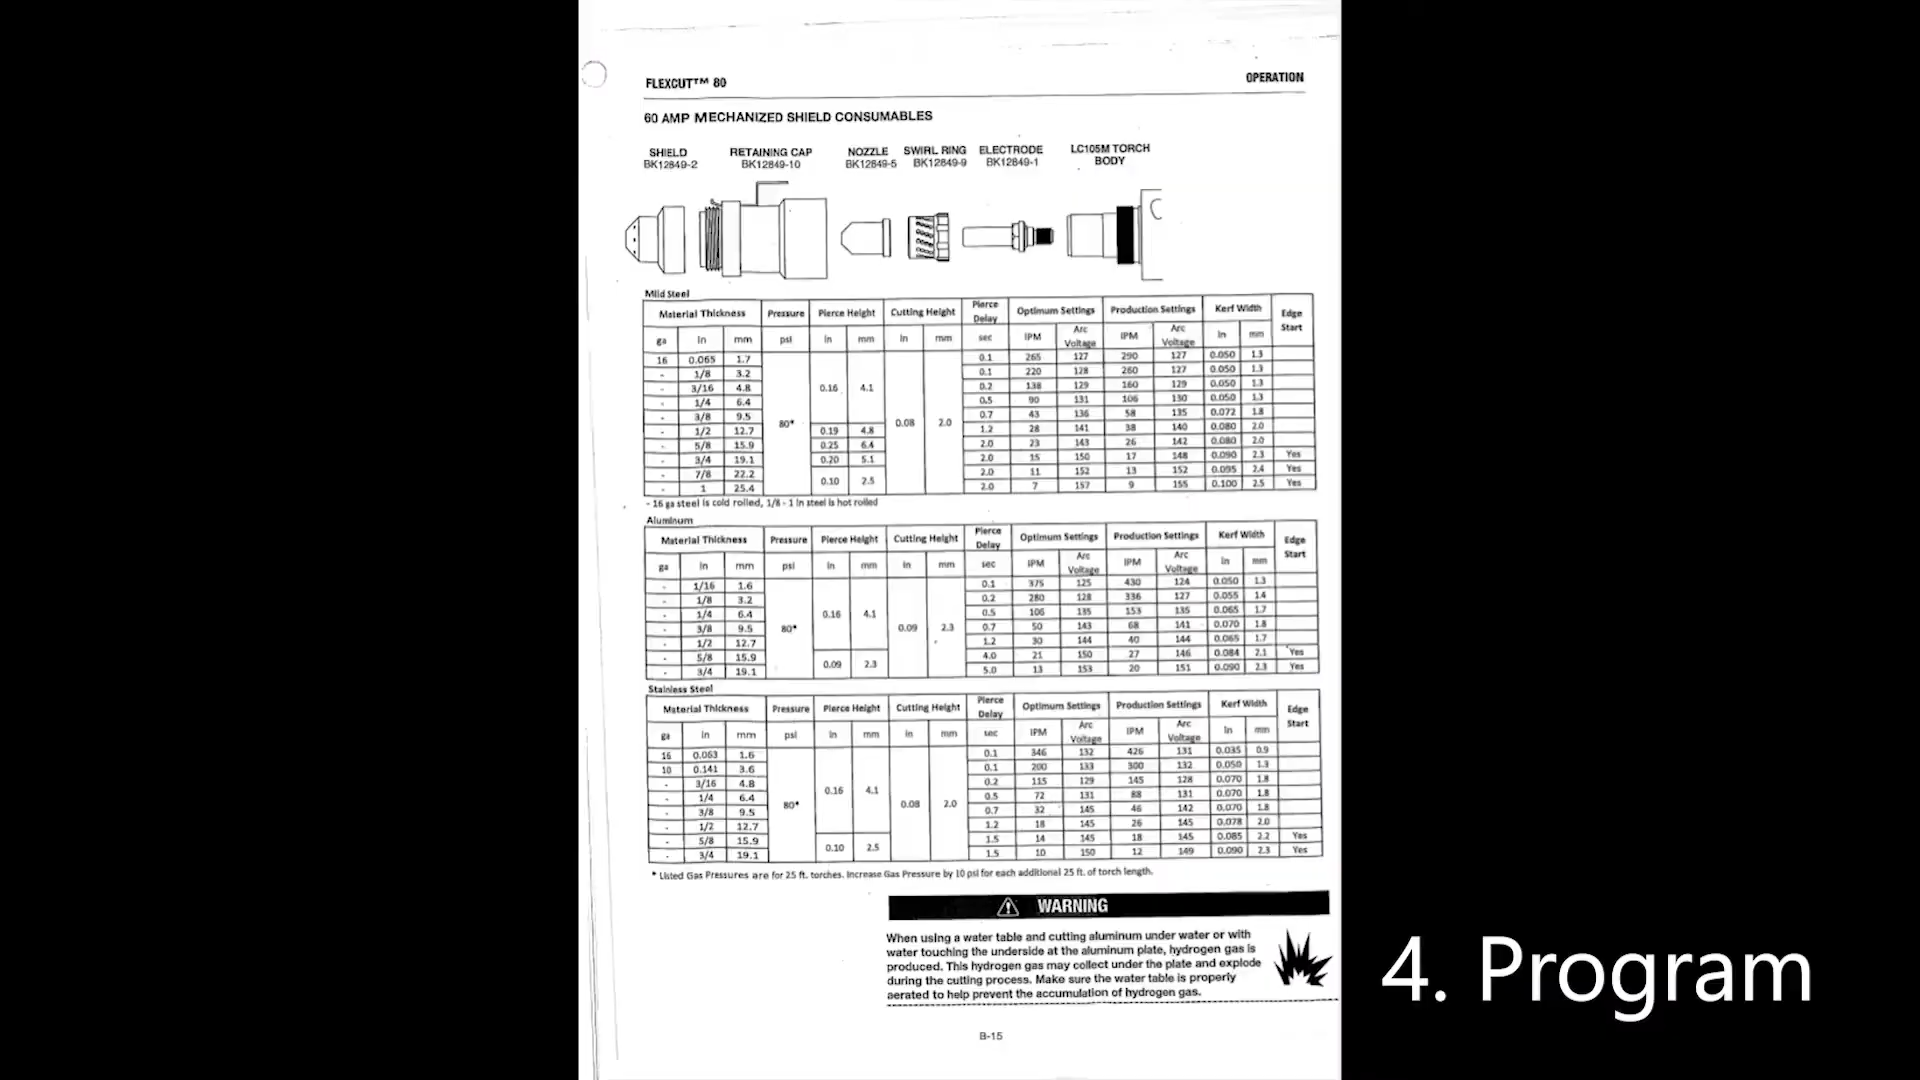 FLEXCUT™ 80
OPERATION
60 AMP MECHANIZED SHIELD CONSUMABLES
SHIELD RETAINING CAP NOZZLE SWIRL RING ELECTRODE LC105M TORCH BODY
BK12849-2 BK12849-10 BK12849-5 BK12849-9 BK12849-1
Mild Steel
Material Thickness Pressure Pierce Height Cutting Height Pierce Delay Optimum Settings Production Settings Kerf Width Edge Start
ga in mm psi in mm in mm sec IPM Arc Voltage IPM Arc Voltage in mm
16 0.065 1.7 80* 0.16 4.1 0.08 2.0 0.1 265 127 290 127 0.050 1.3
- 1/8 3.2 0.1 220 128 260 127 0.050 1.3
- 3/16 4.8 0.2 138 129 160 129 0.050 1.3
- 1/4 6.4 0.5 90 131 106 130 0.050 1.3
- 3/8 9.5 0.7 43 136 58 135 0.072 1.8
- 1/2 12.7 0.19 4.8 1.2 28 141 38 140 0.080 2.0
- 5/8 15.9 0.25 6.4 2.0 23 143 26 142 0.080 2.0
- 3/4 19.1 0.20 5.1 2.0 15 150 17 148 0.090 2.3 Yes
- 7/8 22.2 0.10 2.5 2.0 11 152 13 152 0.095 2.4 Yes
- 1 25.4 2.0 7 157 9 155 0.100 2.5 Yes
- 16 ga steel is cold rolled, 1/8 - 1 in steel is hot rolled
Aluminum
Material Thickness Pressure Pierce Height Cutting Height Pierce Delay Optimum Settings Production Settings Kerf Width Edge Start
ga in mm psi in mm in mm sec IPM Arc Voltage IPM Arc Voltage in mm
- 1/16 1.6 80* 0.16 4.1 0.09 2.3 0.1 375 125 430 124 0.050 1.3
- 1/8 3.2 0.2 280 128 336 127 0.055 1.4
- 1/4 6.4 0.5 106 135 153 135 0.065 1.7
- 3/8 9.5 0.7 50 143 68 141 0.070 1.8
- 1/2 12.7 1.2 30 144 40 144 0.065 1.7
- 5/8 15.9 0.09 2.3 4.0 21 150 27 146 0.084 2.1 Yes
- 3/4 19.1 5.0 13 153 20 151 0.090 2.3 Yes
Stainless Steel
Material Thickness Pressure Pierce Height Cutting Height Pierce Delay Optimum Settings Production Settings Kerf Width Edge Start
ga in mm psi in mm in mm sec IPM Arc Voltage IPM Arc Voltage in mm
16 0.063 1.6 80* 0.16 4.1 0.08 2.0 0.1 346 132 426 131 0.035 0.9
10 0.141 3.6 0.1 200 133 300 132 0.050 1.3
- 3/16 4.8 0.2 115 129 145 128 0.070 1.8
- 1/4 6.4 0.5 72 131 88 131 0.070 1.8
- 3/8 9.5 0.7 32 145 46 142 0.070 1.8
- 1/2 12.7 1.2 18 145 26 145 0.078 2.0
- 5/8 15.9 0.10 2.5 1.5 14 145 18 145 0.085 2.2 Yes
- 3/4 19.1 1.5 10 150 12 149 0.090 2.3 Yes
* Listed Gas Pressures are for 25 ft. torches. Increase Gas Pressure by 10 psi for each additional 25 ft. of torch length.
WARNING
When using a water table and cutting aluminum under water or with
water touching the underside at the aluminum plate, hydrogen gas is
produced. This hydrogen gas may collect under the plate and explode
during the cutting process. Make sure the water table is properly
aerated to help prevent the accumulation of hydrogen gas.
B-15
4. Program